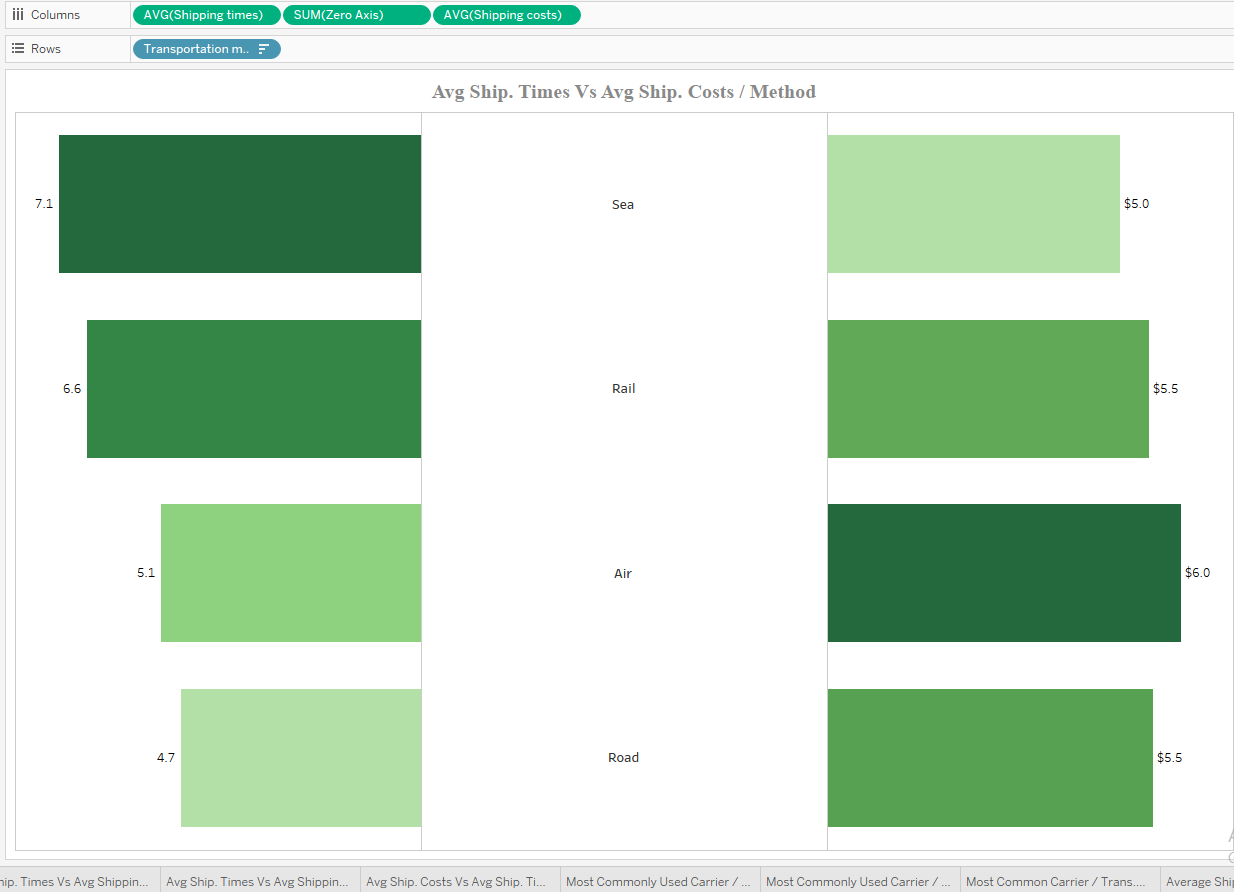 Columns AVG(Shipping times) SUM(Zero Axis) AVG(Shipping costs)
Rows Transportation m..
Avg Ship. Times Vs Avg Ship. Costs / Method
7.1 Sea $5.0
6.6 Rail $5.5
5.1 Air $6.0
4.7 Road $5.5
hip. Times Vs Avg Shippin... Avg Ship. Times Vs Avg Shippin... Avg Ship. Costs Vs Avg Ship. Ti... Most Commonly Used Carrier / ... Most Commonly Used Carrier / ... Most Common Carrier / Trans.... Average Ship